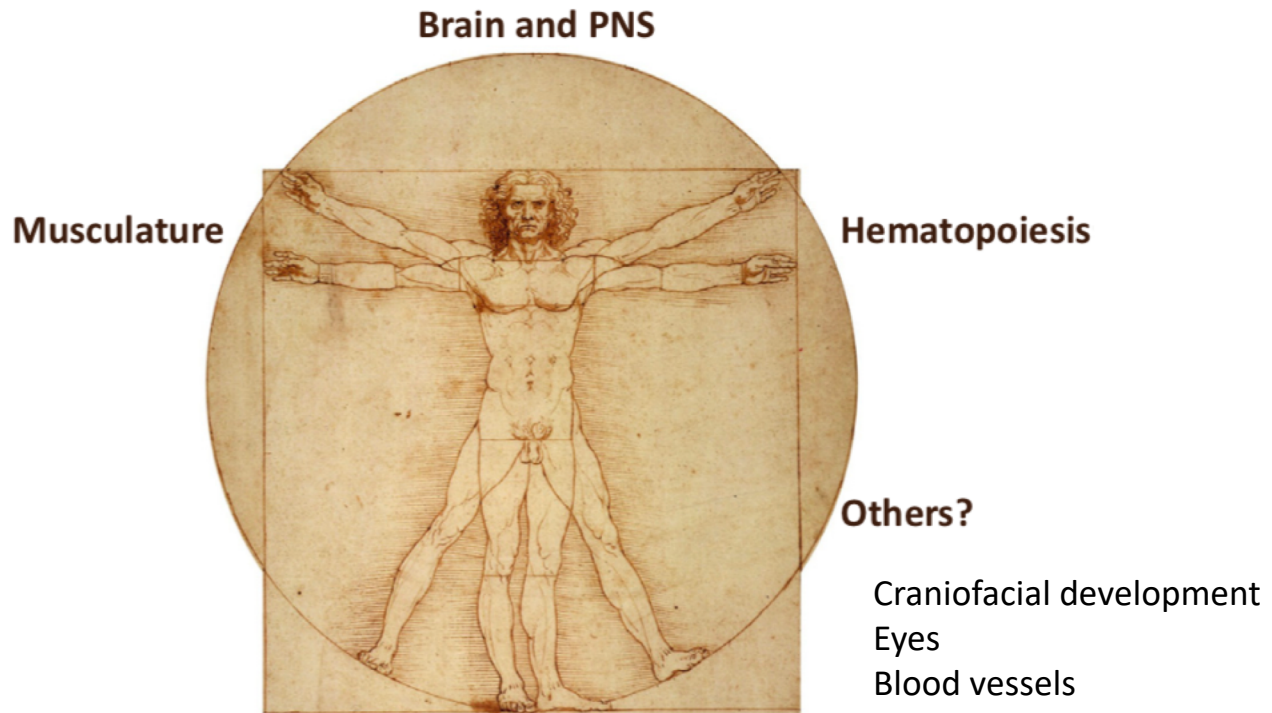 Brain and PNS
Musculature
Hematopoiesis
Others?
Craniofacial development
Eyes
Blood vessels